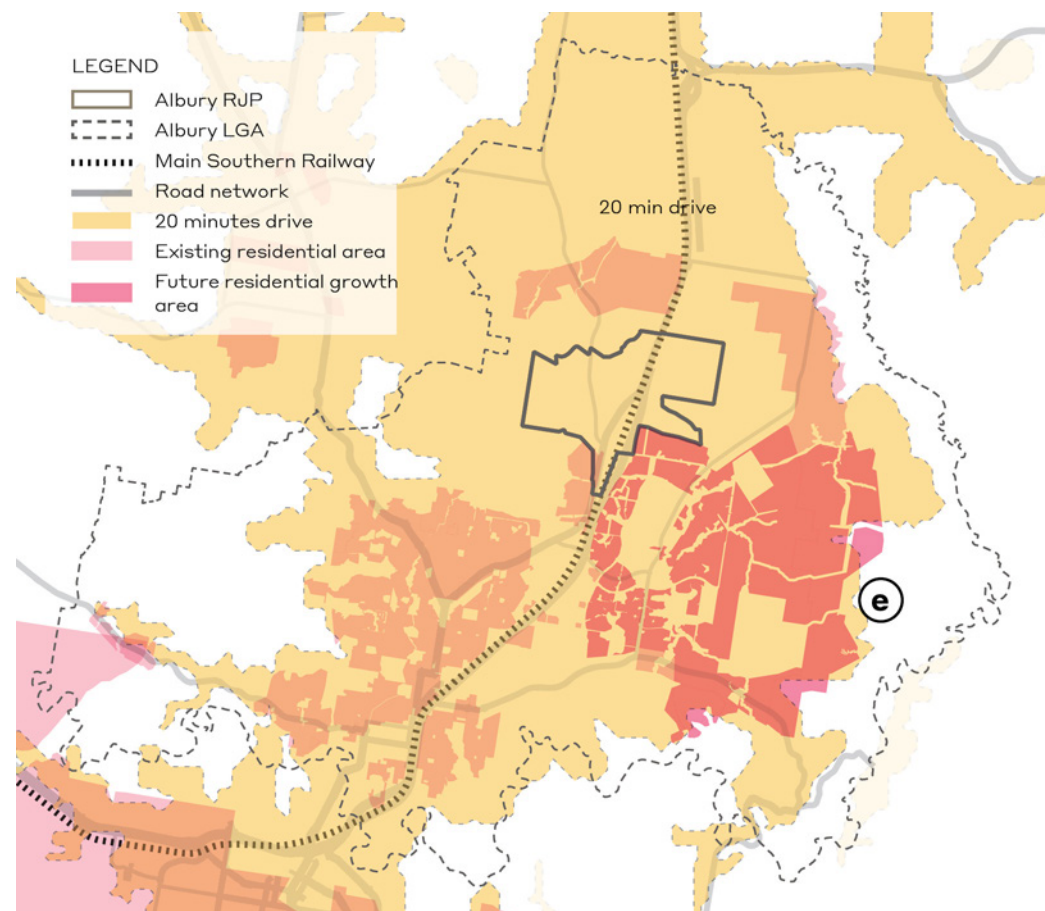 LEGEND
Albury RJP
Albury LGA
Main Southern Railway
Road network
20 minutes drive
Existing residential area
Future residential growth
area
20 min drive
e